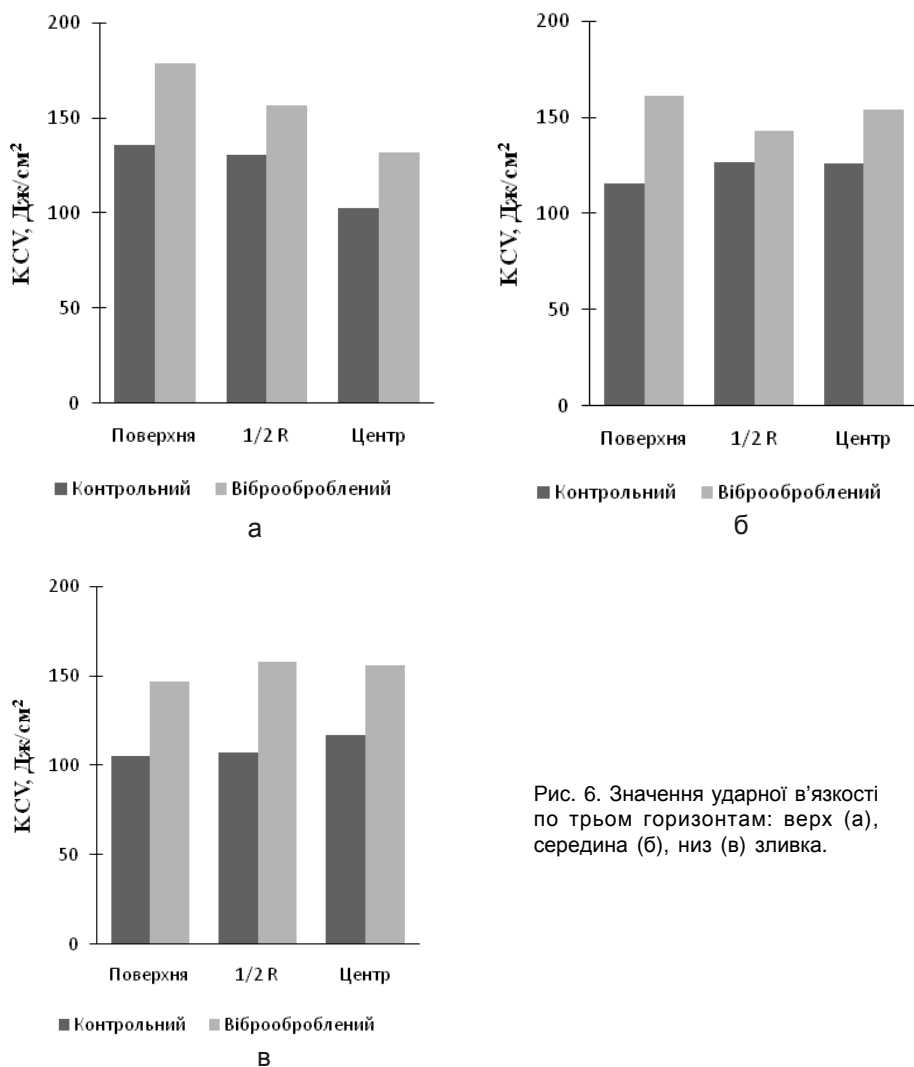 200
150
100
50
0
KCV, Дж/см²
Поверхня 1/2 R Центр
Контрольний Віброоброблений
а
200
150
100
50
0
KCV, Дж/см²
Поверхня 1/2 R Центр
Контрольний Віброоброблений
б
200
150
100
50
0
KCV, Дж/см²
Поверхня 1/2 R Центр
Контрольний Віброоброблений
в
Рис. 6. Значення ударної в’язкості
по трьом горизонтам: верх (а),
середина (б), низ (в) зливка.